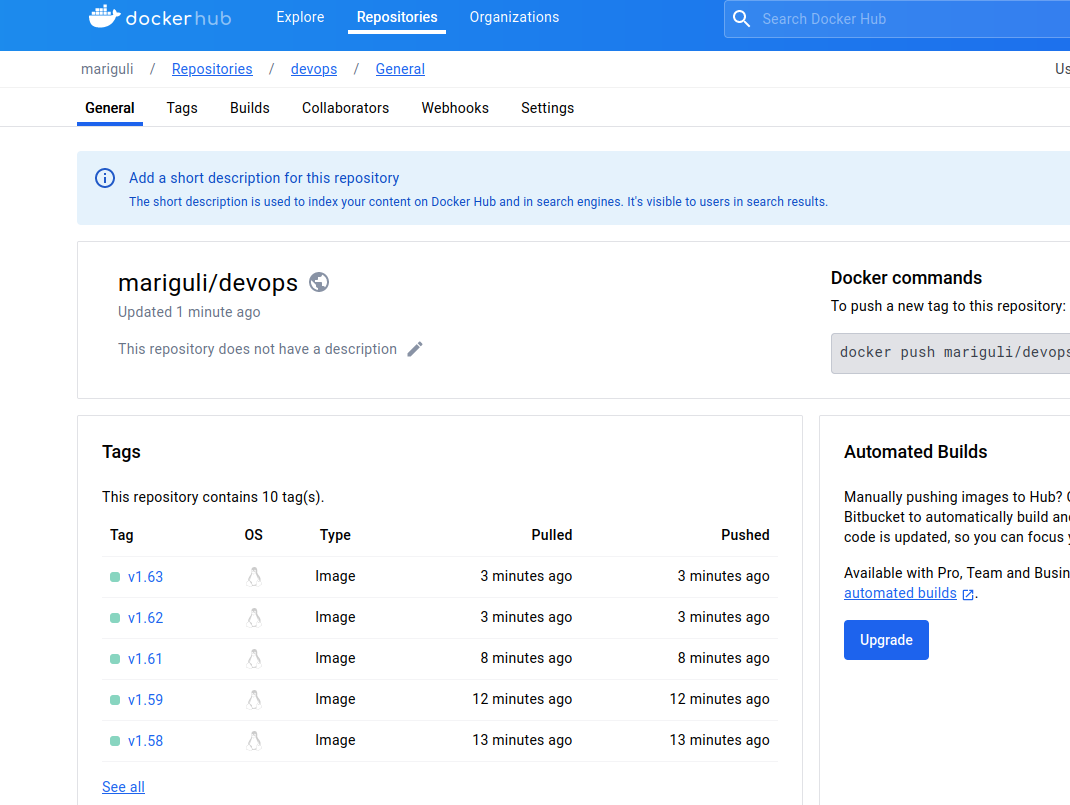 dockerhub Explore Repositories Organizations Search Docker Hub
mariguli / Repositories / devops / General Us
General Tags Builds Collaborators Webhooks Settings
Add a short description for this repository
The short description is used to index your content on Docker Hub and in search engines. It's visible to users in search results.
mariguli/devops
Updated 1 minute ago
This repository does not have a description
Docker commands
To push a new tag to this repository:
docker push mariguli/devops
Tags
This repository contains 10 tag(s).
Tag OS Type Pulled Pushed
v1.63 Image 3 minutes ago 3 minutes ago
v1.62 Image 3 minutes ago 3 minutes ago
v1.61 Image 8 minutes ago 8 minutes ago
v1.59 Image 12 minutes ago 12 minutes ago
v1.58 Image 13 minutes ago 13 minutes ago
See all
Automated Builds
Manually pushing images to Hub?
Bitbucket to automatically build an
code is updated, so you can focus
Available with Pro, Team and Busin
automated builds .
Upgrade